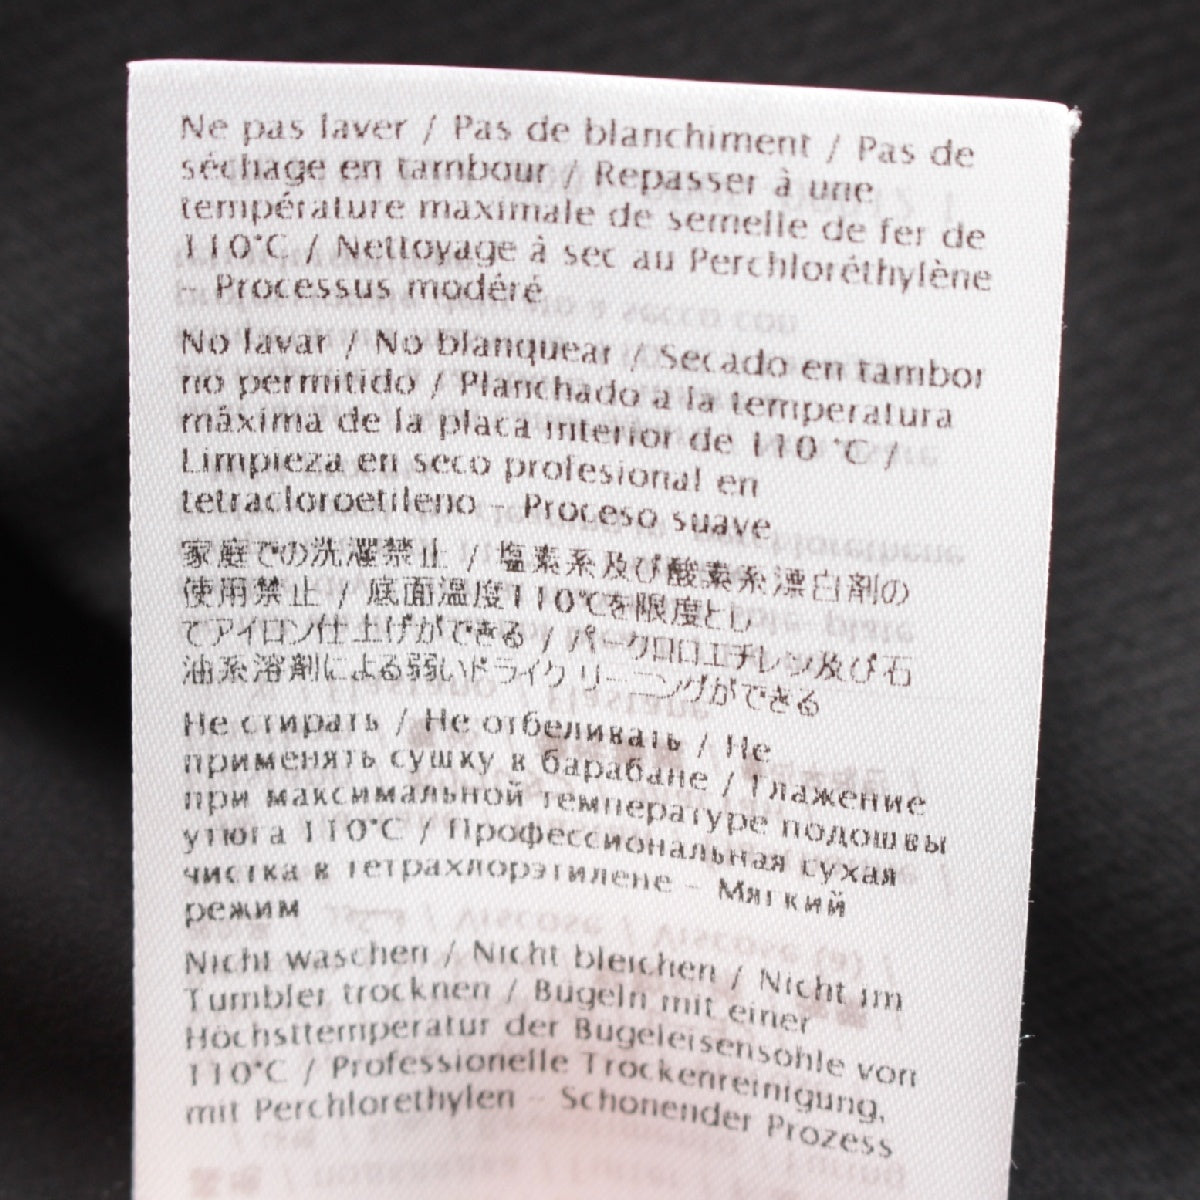 Ne pas laver / Pas de blanchiment / Pas de
séchage en tambour / Repasser à une
température maximale de semelle de fer de
110°C / Nettoyage à sec au Perchloréthylène
– Processus modéré
No lavar / No blanquear / Secado en tambor
no permitido / Planchado a la temperatura
máxima de la placa interior de 110 °C /
Limpieza en seco profesional en
tetracloroetileno – Proceso suave
家庭での洗濯禁止 / 塩素系及び酸素系漂白剤の
使用禁止 / 底面温度110℃を限度とし
てアイロン仕上げができる / パークロロエチレン及び石
油系溶剤による弱いドライクリーニングができる
Не стирать / Не отбеливать / Не
применять сушку в барабане / Глажение
при максимальной температуре подошвы
утюга 110°C / Профессиональная сухая
чистка в тетрахлорэтилене – Мягкий
режим
Nicht waschen / Nicht bleichen / Nicht im
Tumbler trocknen / Bügeln mit einer
Höchsttemperatur der Bügeleisensohle von
110°C / Professionelle Trockenreinigung,
mit Perchlorethylen – Schonender Prozess